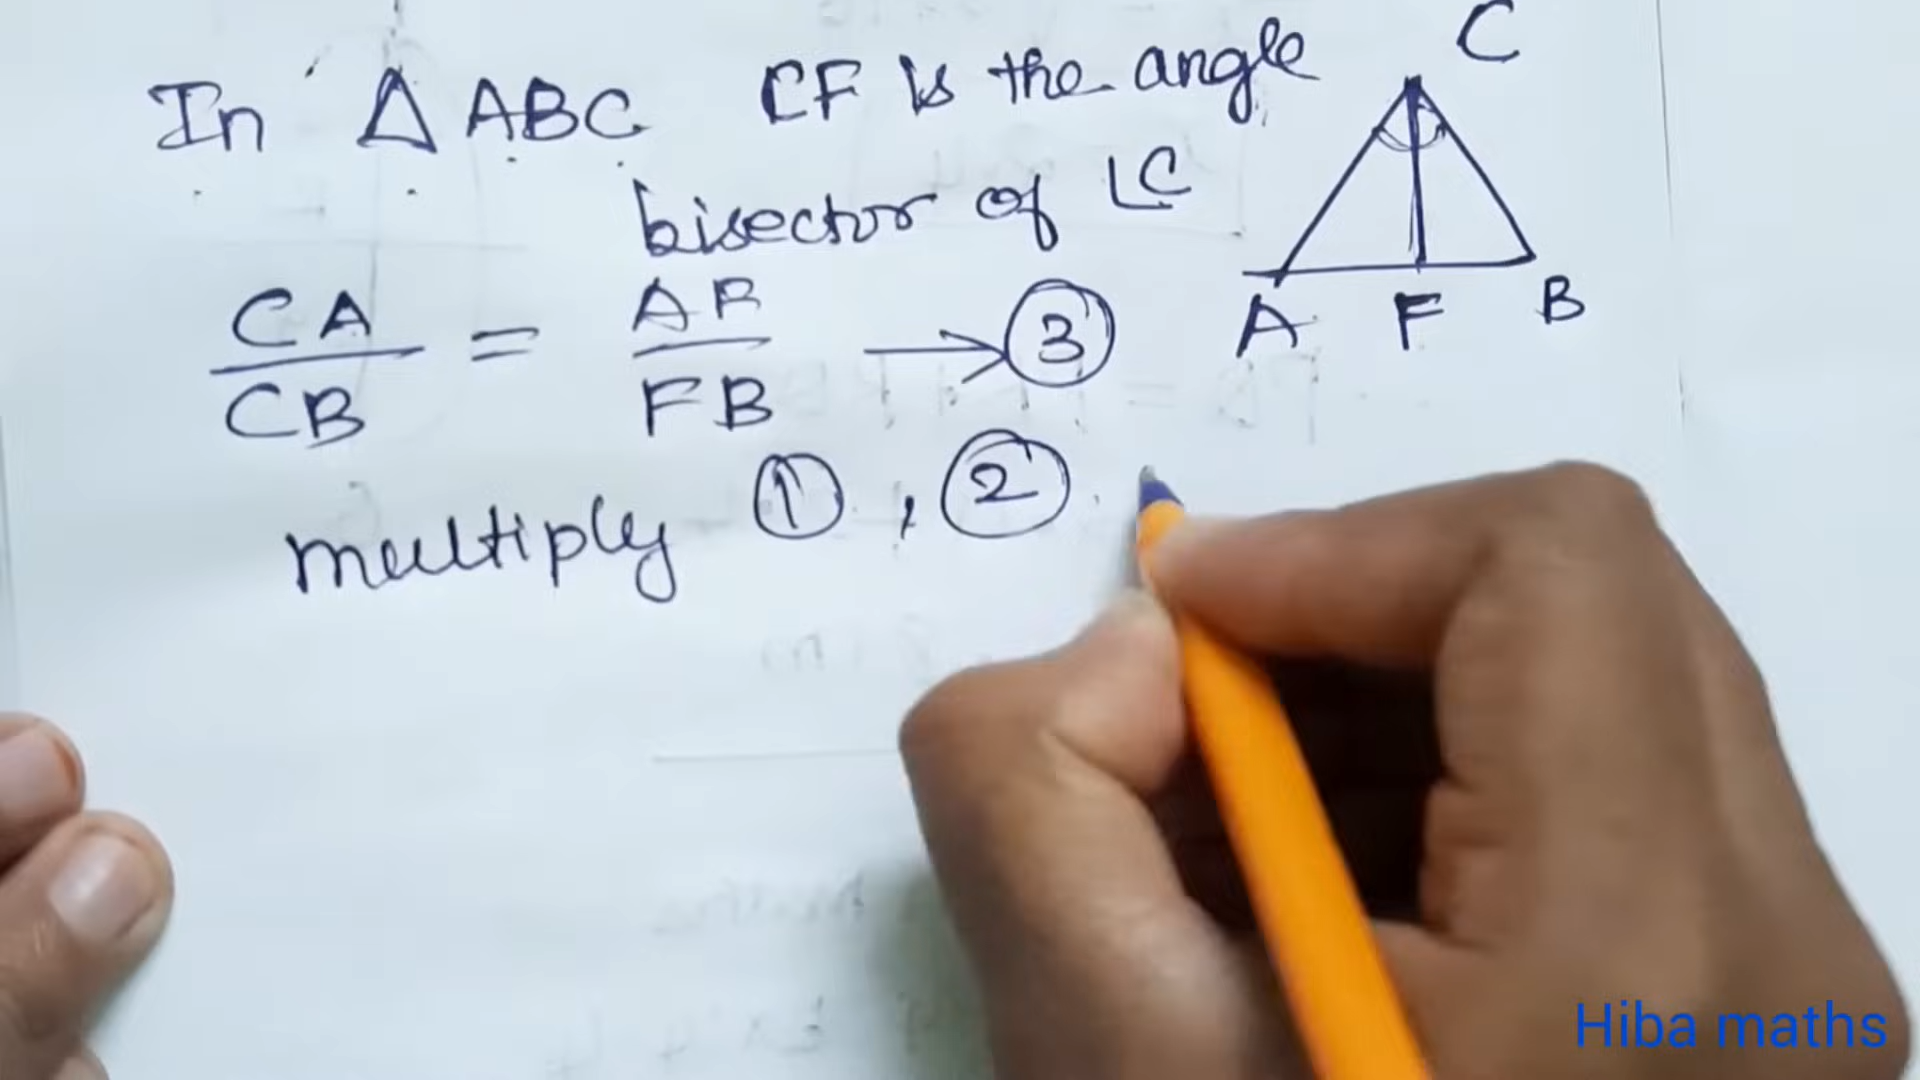 In Δ ABC CF is the angle
bisector of ∠C
C
A F B
CA/CB = AF/FB → ③
multiply ① , ②
Hiba maths